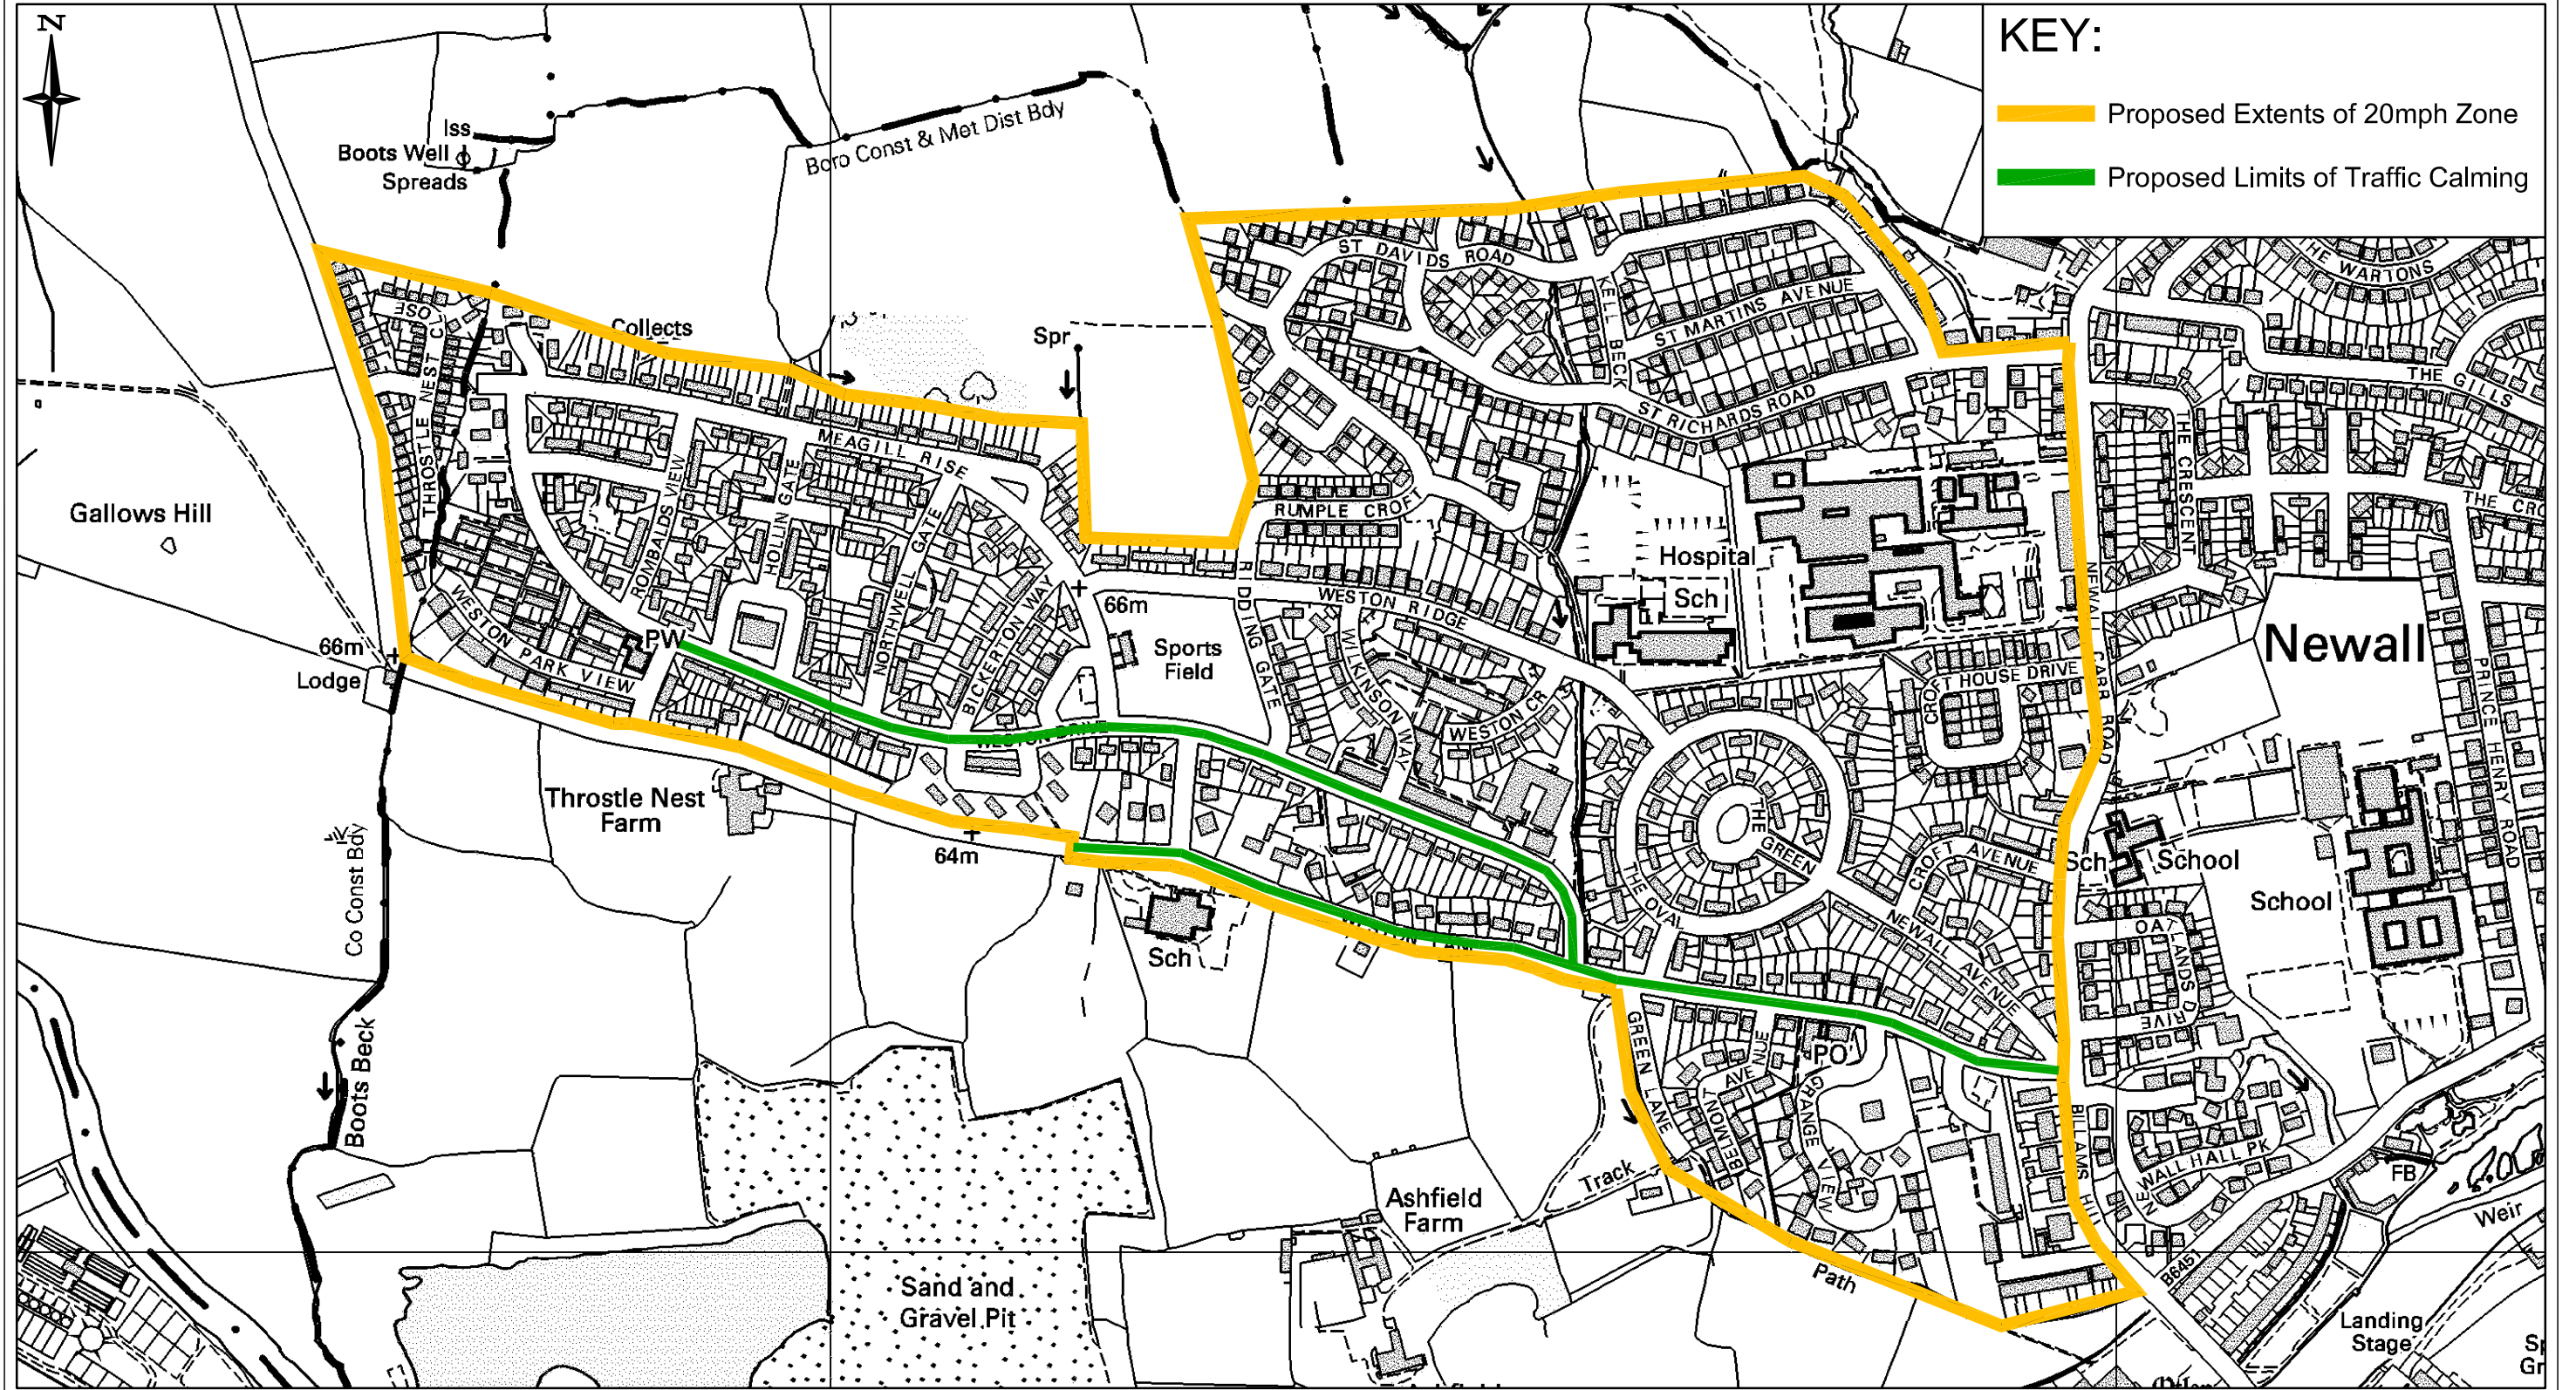 N
KEY:
Proposed Extents of 20mph Zone
Proposed Limits of Traffic Calming
Iss
Boots Well
Spreads
Boro Const & Met Dist Bdy
Collects
Spr
ST DAVIDS ROAD
KELL BECK
ST MARTINS AVENUE
ST RICHARDS ROAD
THE WARTONS
THE GILLS
THE CRESCENT
THE CRO
THROSTLE NEST CL
OSE
MEAGILL RISE
ROMBALDS VIEW
HOLLIN GATE
NORTHWELL GATE
BICKERTON WAY
RUMPLE CROFT
Gallows Hill
Hospital
Sch
66m
WESTON RIDGE
RIDDING GATE
WILKINSON WAY
WESTON CR
Sports
Field
PW
WESTON PARK VIEW
66m
Lodge
WESTON DRIVE
CROFT HOUSE DRIVE
NEWALL CARR ROAD
Newall
PRINCE HENRY ROAD
Throstle Nest
Farm
64m
Co Const Bdy
THE GREEN
THE OVAL
CROFT AVENUE
NEWALL AVENUE
Sch
School
School
Sch
WESTON LANE
OAKLANDS DRIVE
Boots Beck
GREEN LANE
BELMONT AVENUE
PO
GRANGE VIEW
BILLAMS HILL
NEWALL HALL PK
FB
Weir
Track
Ashfield
Farm
Path
B6451
Sand and
Gravel Pit
Landing
Stage